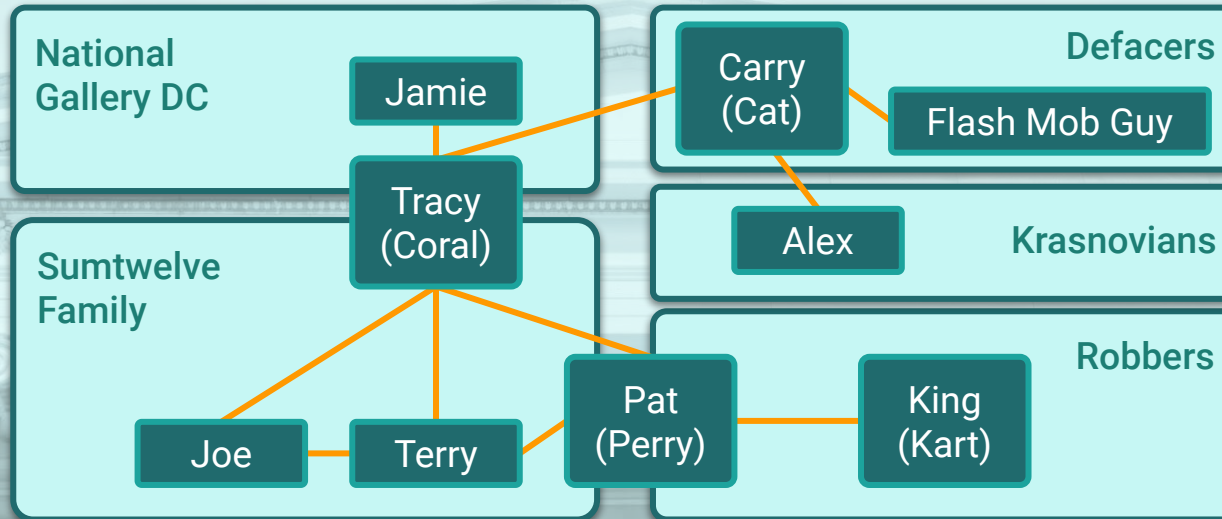 National
Gallery DC
Jamie
Tracy
(Coral)
Sumtwelve
Family
Joe
Terry
Pat
(Perry)
Defacers
Carry
(Cat)
Flash Mob Guy
Alex
Krasnovians
Robbers
King
(Kart)